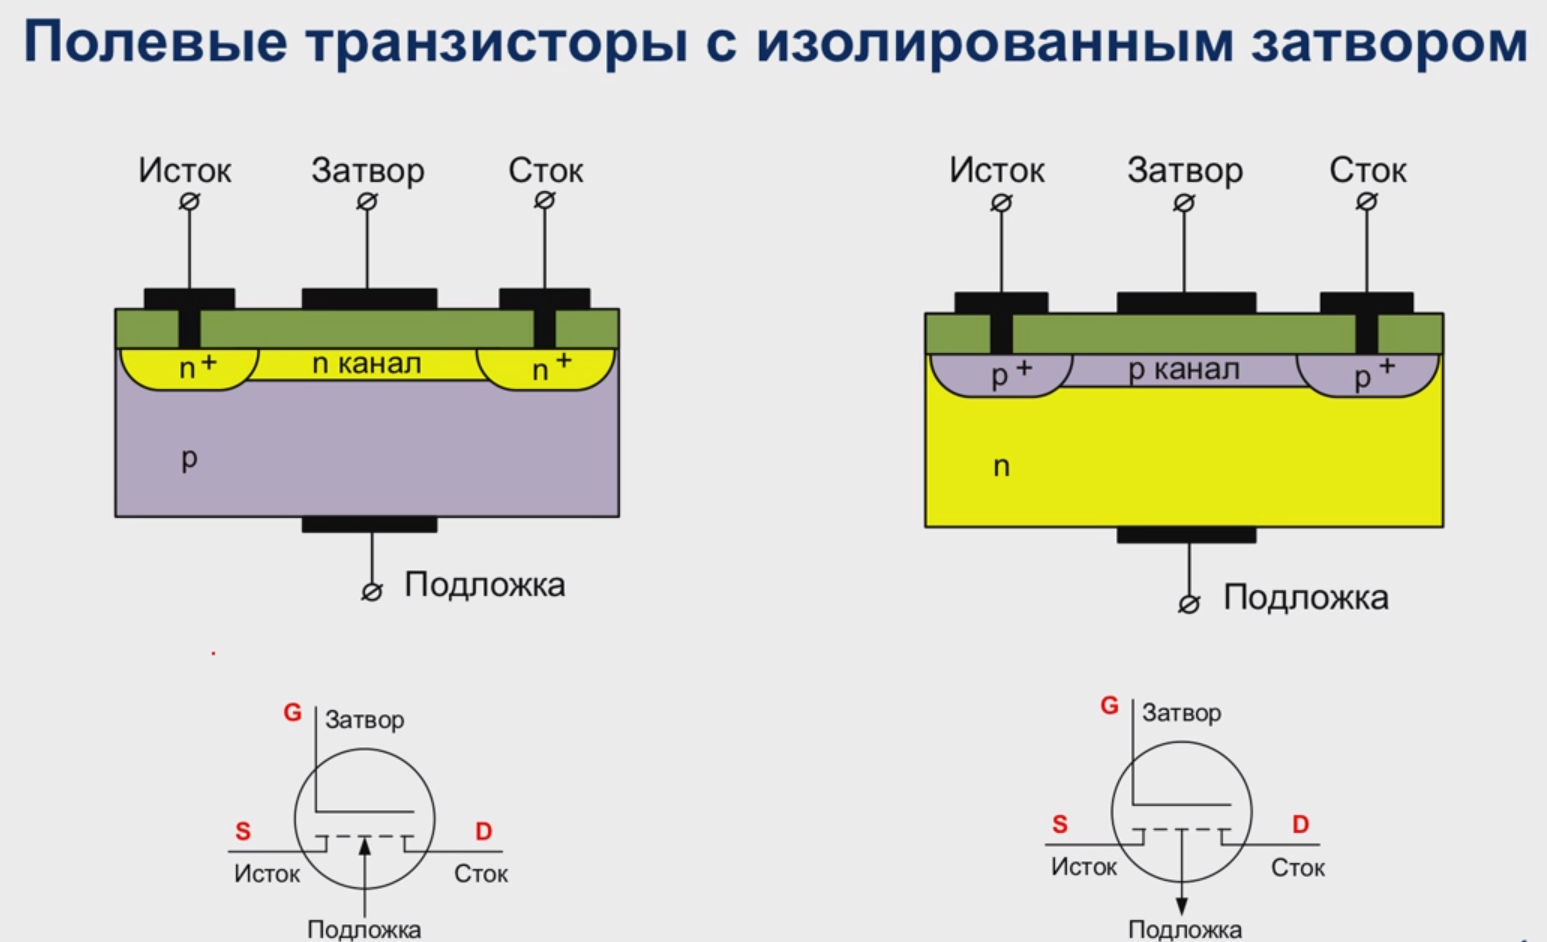 Полевые транзисторы с изолированным затвором
Исток Затвор Сток
n+ n канал n+
p
Подложка
G Затвор
S D
Исток Сток
Подложка
Исток Затвор Сток
p+ p канал p+
n
Подложка
G Затвор
S D
Исток Сток
Подложка